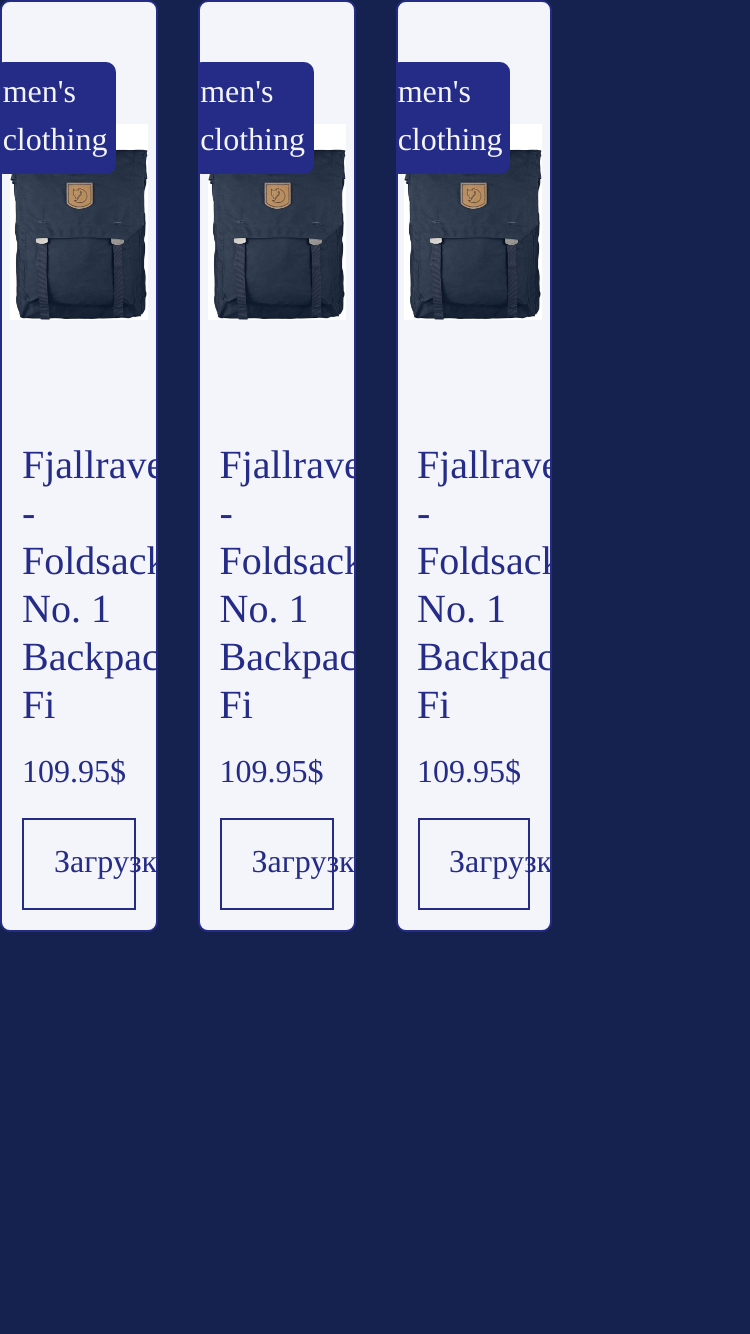 men's
clothing
Fjallrave
-
Foldsack
No. 1
Backpac
Fi
109.95$
Загрузк
men's
clothing
Fjallrave
-
Foldsack
No. 1
Backpac
Fi
109.95$
Загрузк
men's
clothing
Fjallrave
-
Foldsack
No. 1
Backpac
Fi
109.95$
Загрузк